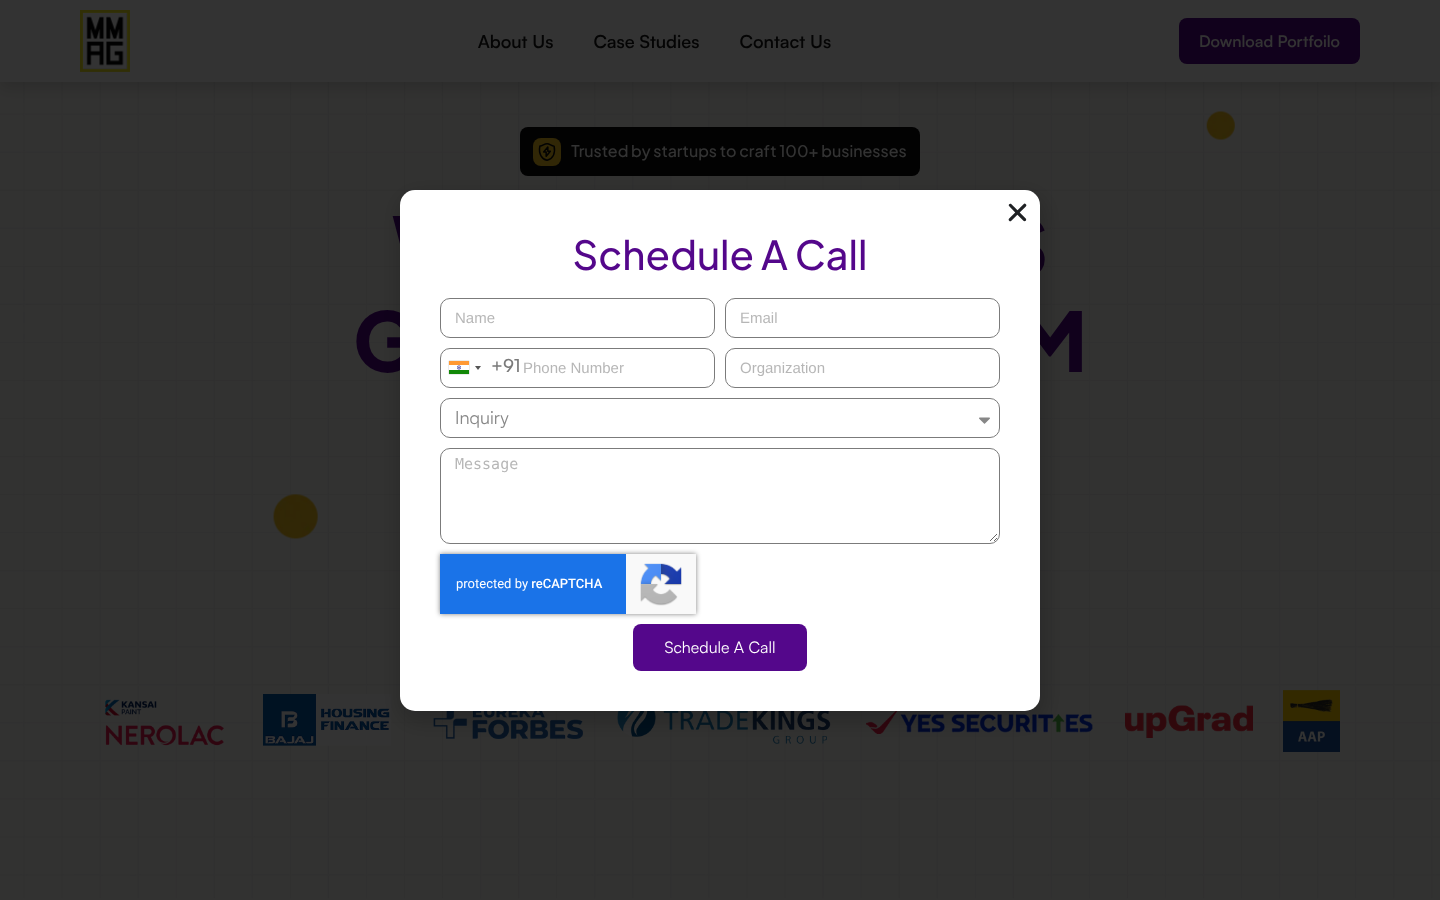 MM
AG
About Us
Case Studies
Contact Us
Download Portfoilo
Trusted by startups to craft 100+ businesses
Schedule A Call
Name
Email
+91 Phone Number
Organization
Inquiry
Message
protected by reCAPTCHA
Schedule A Call
KANSAI
PAINT
NEROLAC
B
BAJAJ
HOUSING
FINANCE
EUREKA
FORBES
TRADEKINGS
GROUP
YES SECURITIES
upGrad
AAP